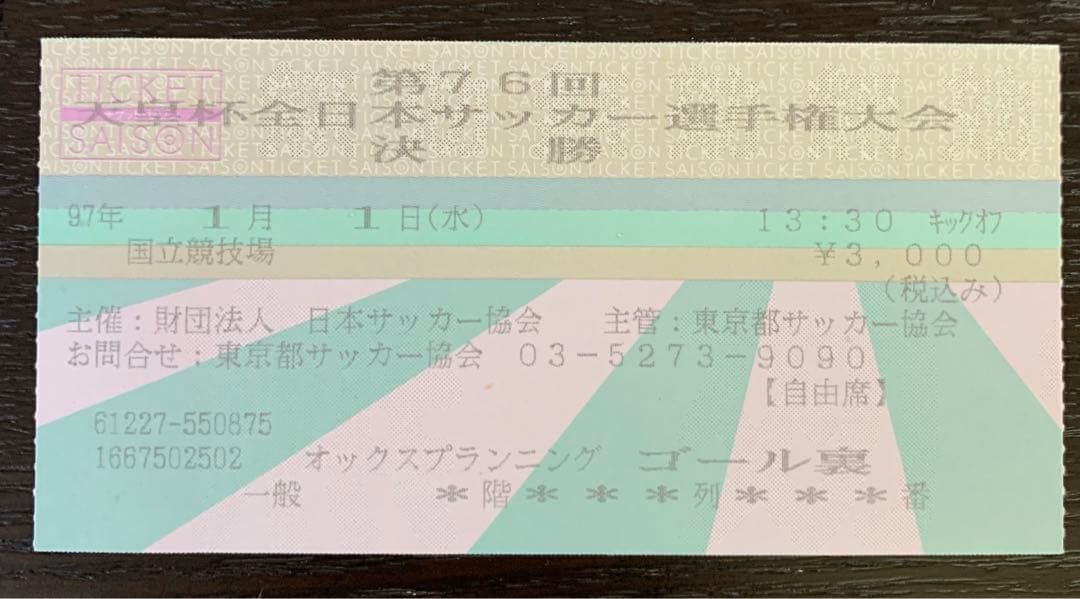 TICKET SAISON
第76回
天皇杯全日本サッカー選手権大会
決 勝
97年 1月 1日(水) 13:30 キックオフ
国立競技場 ¥3,000
(税込み)
主催:財団法人 日本サッカー協会 主管:東京都サッカー協会
お問合せ:東京都サッカー協会 03-5273-9090
【自由席】
61227-550875
1667502502 オックスプランニング ゴール裏
一般 *階***列***番